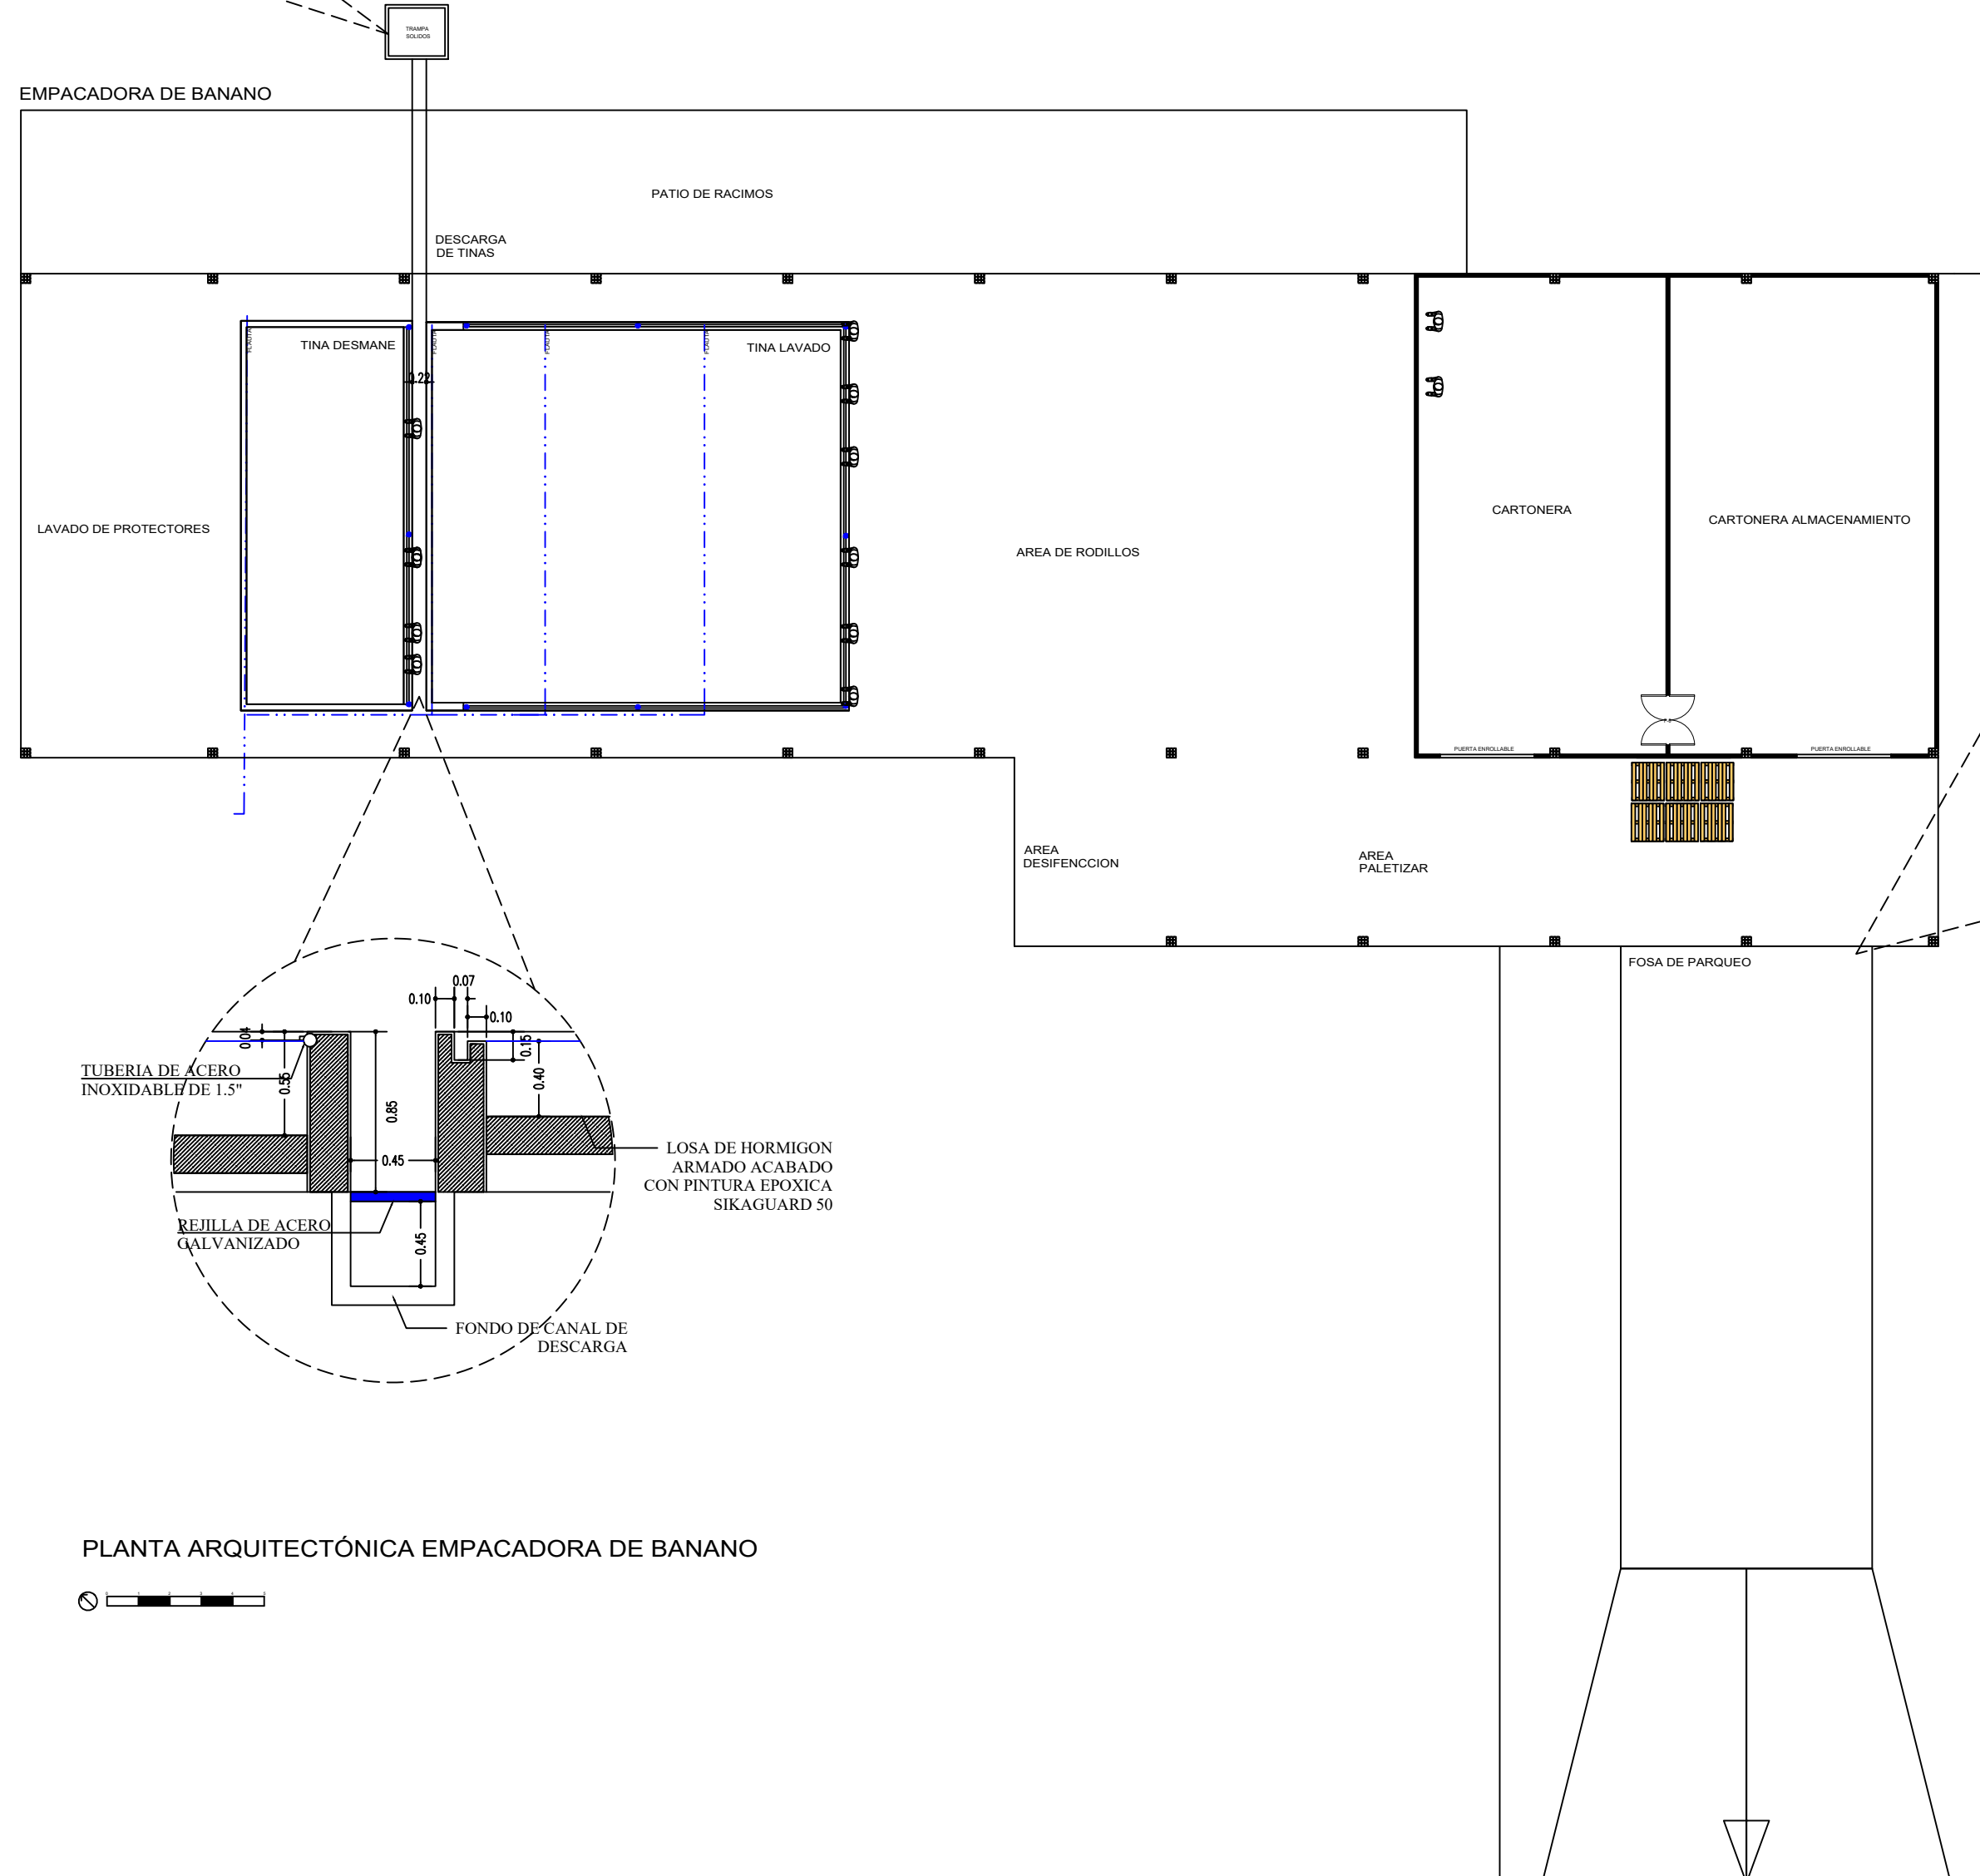 TRAMPA
SOLIDOS
EMPACADORA DE BANANO
PATIO DE RACIMOS
DESCARGA
DE TINAS
FLAUTA
TINA DESMANE
FLAUTA
FLAUTA
FLAUTA
TINA LAVADO
0.22
LAVADO DE PROTECTORES
AREA DE RODILLOS
CARTONERA
CARTONERA ALMACENAMIENTO
PUERTA ENROLLABLE
PUERTA ENROLLABLE
AREA
DESIFENCCION
AREA
PALETIZAR
FOSA DE PARQUEO
0.07
0.10
0.10
0.04
0.15
0.55
0.40
0.85
TUBERIA DE ACERO
INOXIDABLE DE 1.5"
0.45
LOSA DE HORMIGON
ARMADO ACABADO
CON PINTURA EPOXICA
SIKAGUARD 50
REJILLA DE ACERO
GALVANIZADO
0.45
FONDO DE CANAL DE
DESCARGA
PLANTA ARQUITECTÓNICA EMPACADORA DE BANANO